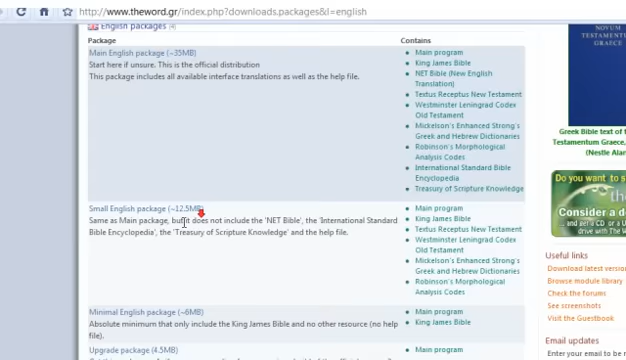 http://www.theword.gr/index.php?downloads.packages&l=english
English packages (4)
Package
Contains
Main English package (~35MB)
Start here if unsure. This is the official distribution
This package includes all available interface translations as well as the help file.
Main program
King James Bible
NET Bible (New English
Translation)
Textus Receptus New Testament
Westminster Leningrad Codex
Old Testament
Mickelson's Enhanced Strong's
Greek and Hebrew Dictionaries
Robinson's Morphological
Analysis Codes
International Standard Bible
Encyclopedia
Treasury of Scripture Knowledge
Small English package (~12.5MB)
Same as Main package, but it does not include the 'NET Bible', the 'International Standard
Bible Encyclopedia', the 'Treasury of Scripture Knowledge' and the help file.
Main program
King James Bible
Textus Receptus New Testament
Westminster Leningrad Codex
Old Testament
Mickelson's Enhanced Strong's
Greek and Hebrew Dictionaries
Robinson's Morphological
Analysis Codes
Minimal English package (~6MB)
Absolute minimum that only include the King James Bible and no other resource (no help
file).
Main program
King James Bible
Upgrade package (4.5MB)
Main program
NOVUM
TESTAMENTUM
GRAECE
Greek Bible text of
Testamentum Graece,
(Nestle Alan
Do you want to s
the
Consider a d
drive with
Useful links
Download latest versio
Browse module library
Check the forums
See screenshots
Visit the Guestbook
Email updates
Enter your email to be